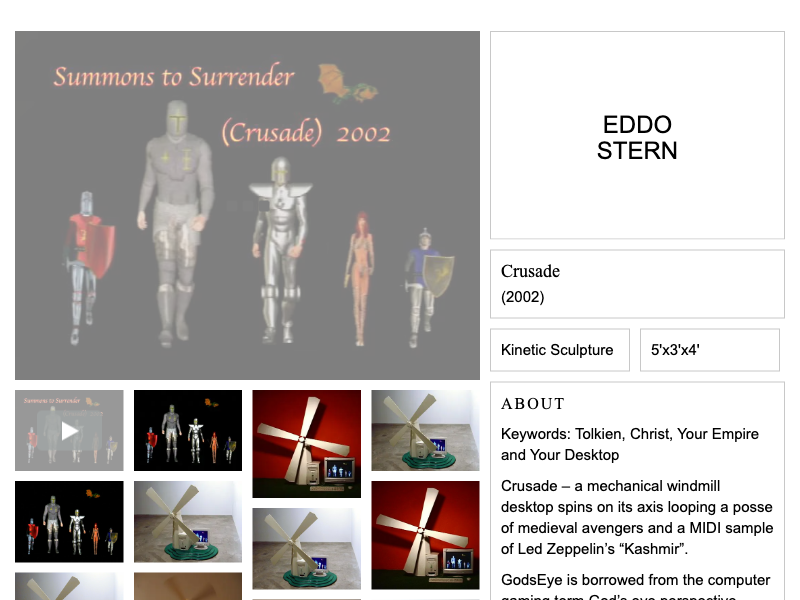 Summons to Surrender
(Crusade) 2002
EDDO
STERN
Crusade
(2002)
Kinetic Sculpture
5'x3'x4'
Summons to Surrender
ABOUT
Keywords: Tolkien, Christ, Your Empire
and Your Desktop
Crusade – a mechanical windmill
desktop spins on its axis looping a posse
of medieval avengers and a MIDI sample
of Led Zeppelin’s “Kashmir”.
GodsEye is borrowed from the computer
gaming term God’s eye perspective